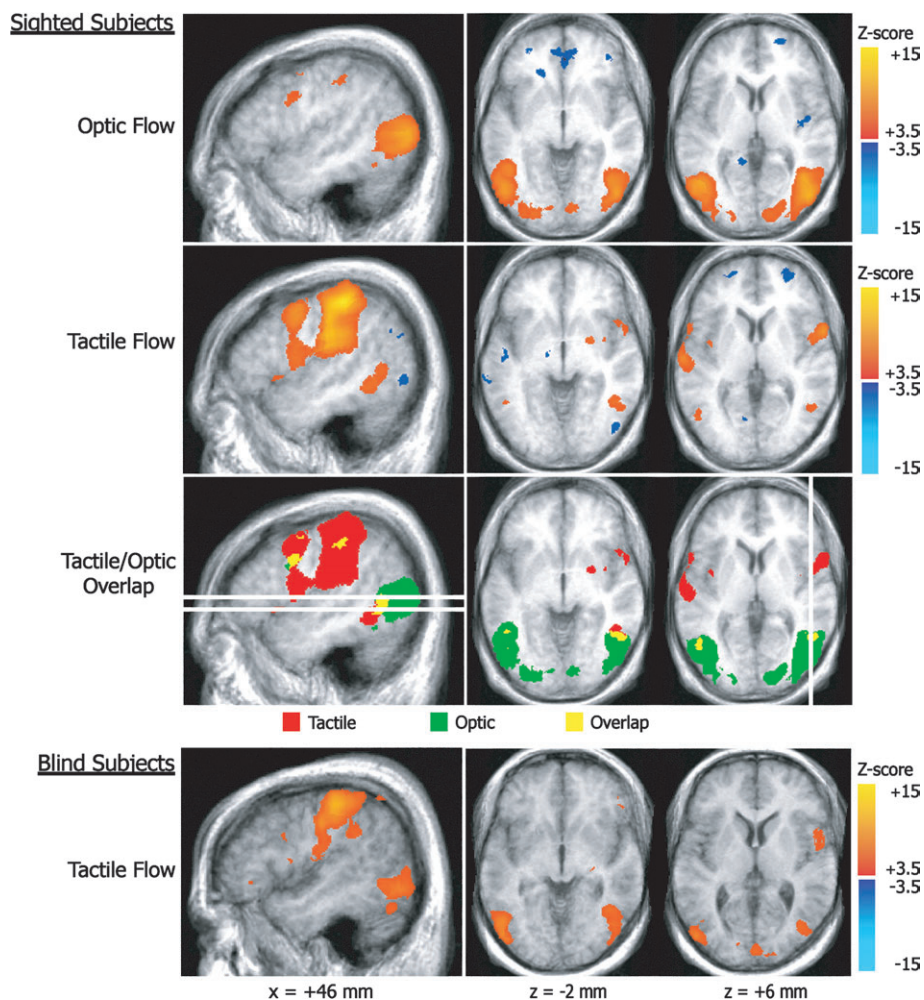 Sighted Subjects
Z-score
+15
Optic Flow
+3.5
-3.5
-15
Z-score
+15
Tactile Flow
+3.5
-3.5
-15
Tactile/Optic
Overlap
Tactile
Optic
Overlap
Blind Subjects
Z-score
+15
Tactile Flow
+3.5
-3.5
-15
x = +46 mm
z = -2 mm
z = +6 mm